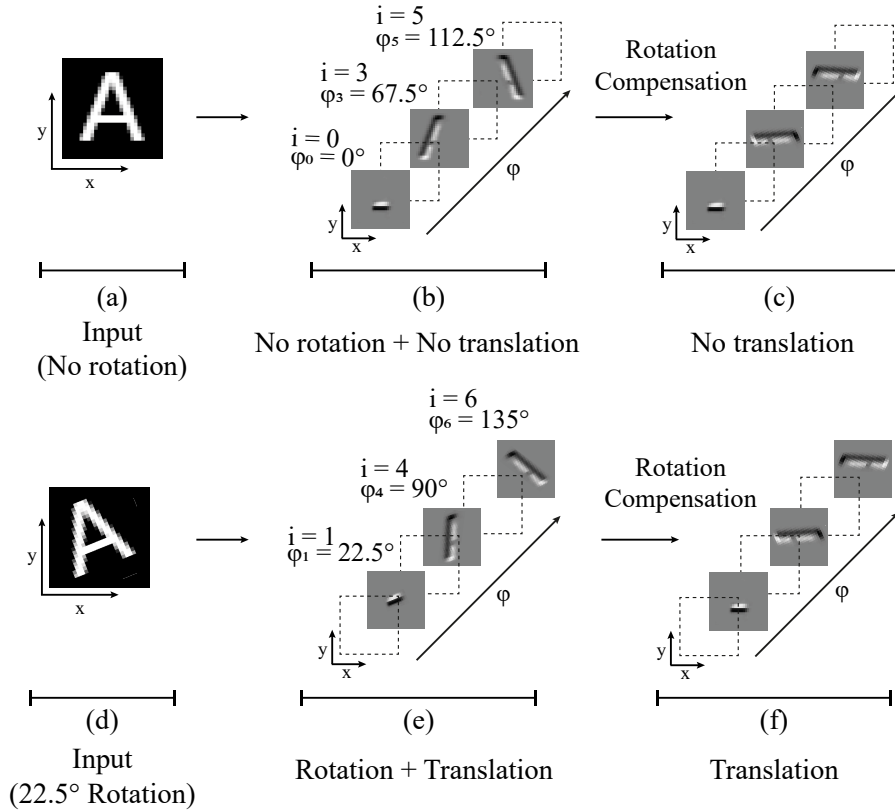 i = 5
φ₅ = 112.5°
i = 3
φ₃ = 67.5°
i = 0
φ₀ = 0°
y
x
y
x
φ
Rotation
Compensation
φ
y
x
(a)
(b)
(c)
Input
(No rotation)
No rotation + No translation
No translation
i = 6
φ₆ = 135°
i = 4
φ₄ = 90°
i = 1
φ₁ = 22.5°
y
x
y
x
φ
Rotation
Compensation
φ
y
x
(d)
(e)
(f)
Input
(22.5° Rotation)
Rotation + Translation
Translation